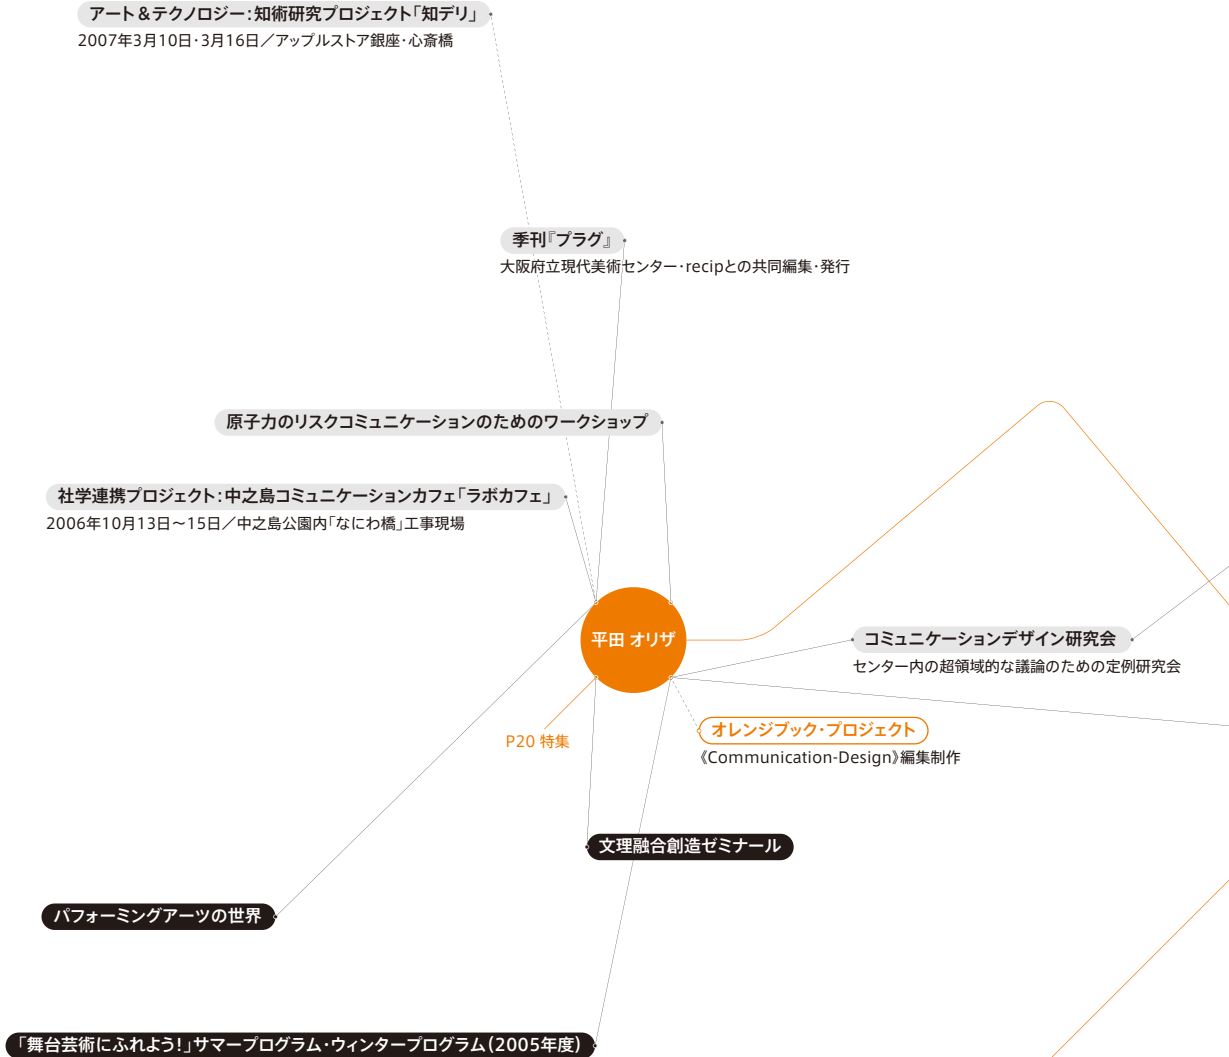 アート&テクノロジー:知術研究プロジェクト「知デリ」
2007年3月10日・3月16日/アップルストア銀座・心斎橋
季刊『プラグ』
大阪府立現代美術センター・recipとの共同編集・発行
原子力のリスクコミュニケーションのためのワークショップ
社学連携プロジェクト:中之島コミュニケーションカフェ「ラボカフェ」
2006年10月13日〜15日/中之島公園内「なにわ橋」工事現場
平田 オリザ
コミュニケーションデザイン研究会
センター内の超領域的な議論のための定例研究会
オレンジブック・プロジェクト
《Communication-Design》編集制作
P20 特集
文理融合創造ゼミナール
パフォーミングアーツの世界
「舞台芸術にふれよう!」サマープログラム・ウィンタープログラム(2005年度)